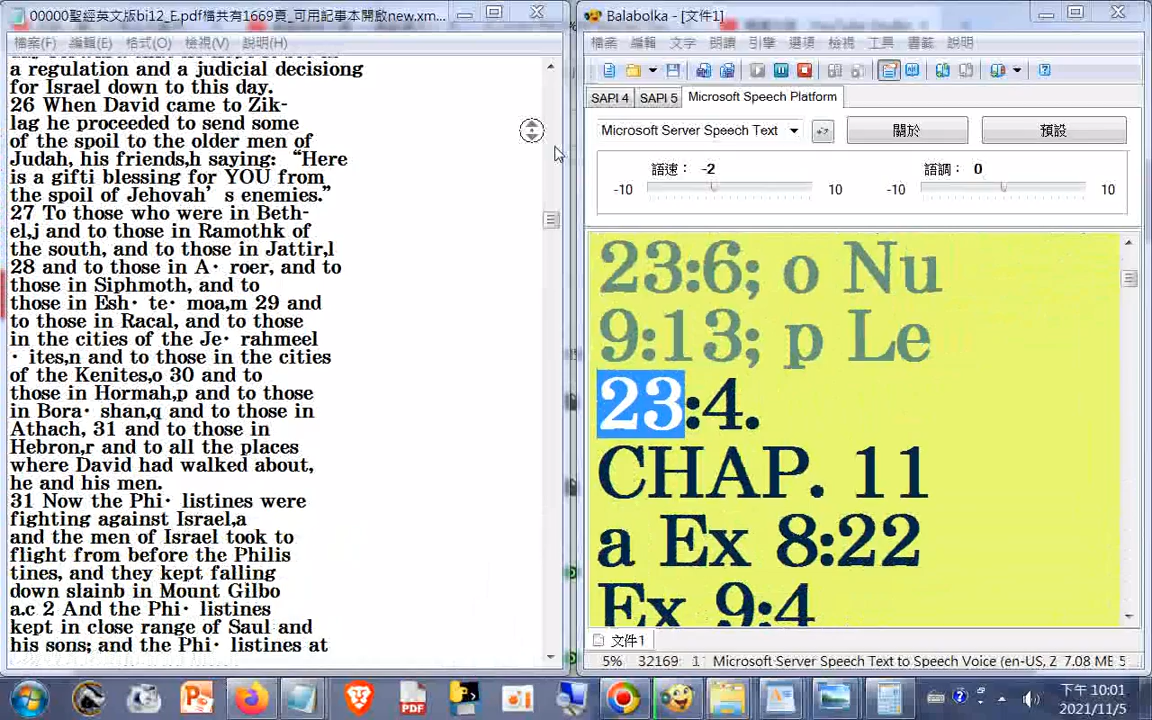 00000聖經英文版bi12_E.pdf檔共有1669頁_可用記事本開啟new.xm...
檔案(F) 編輯(E) 格式(O) 檢視(V) 說明(H)
a regulation and a judicial decisiong
for Israel down to this day.
26 When David came to Zik-
lag he proceeded to send some
of the spoil to the older men of
Judah, his friends,h saying: “Here
is a gifti blessing for YOU from
the spoil of Jehovah’s enemies.”
27 To those who were in Beth-
el,j and to those in Ramothk of
the south, and to those in Jattir,l
28 and to those in A· roer, and to
those in Siphmoth, and to
those in Esh· te· moa,m 29 and
to those in Racal, and to those
in the cities of the Je· rahmeel
· ites,n and to those in the cities
of the Kenites,o 30 and to
those in Hormah,p and to those
in Bora· shan,q and to those in
Athach, 31 and to those in
Hebron,r and to all the places
where David had walked about,
he and his men.
31 Now the Phi· listines were
fighting against Israel,a
and the men of Israel took to
flight from before the Philis
tines, and they kept falling
down slainb in Mount Gilbo
a.c 2 And the Phi· listines
kept in close range of Saul and
his sons; and the Phi· listines at
Balabolka - [文件1]
檔案 編輯 文字 朗讀 引擎 選項 檢視 工具 書籤 說明
SAPI 4 SAPI 5 Microsoft Speech Platform
Microsoft Server Speech Text 關於 預設
語速: -2 語調: 0
-10 10 -10 10
23:6; o Nu
9:13; p Le
23:4.
CHAP. 11
a Ex 8:22
Ex 9:4
文件1
5% 32169: 1 Microsoft Server Speech Text to Speech Voice (en-US, 2 7.08 MB 5
PDF
下午 10:01
2021/11/5